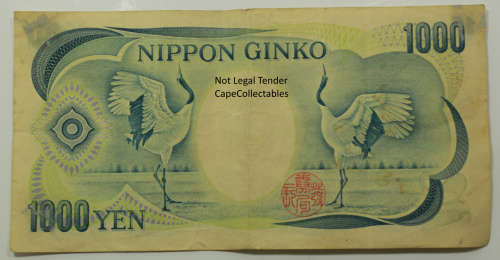 1000
NIPPON GINKO
Not Legal Tender
CapeCollectables
1000 YEN